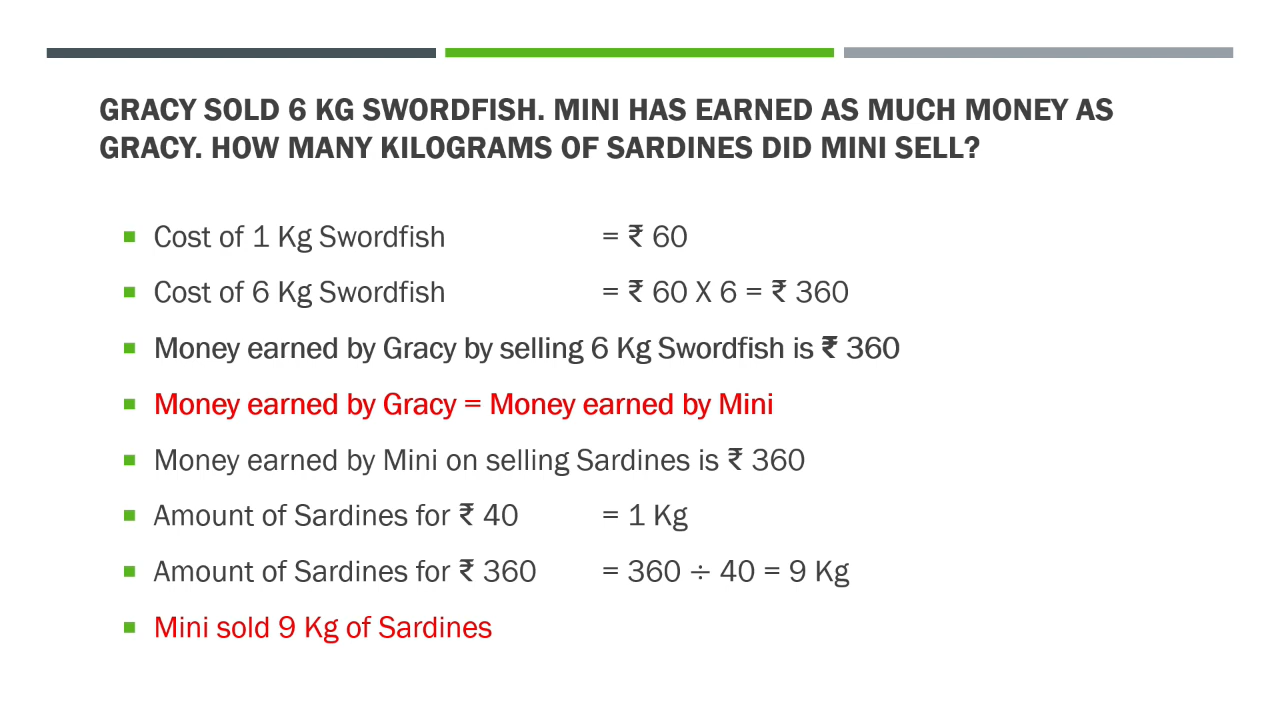 GRACY SOLD 6 KG SWORDFISH. MINI HAS EARNED AS MUCH MONEY AS
GRACY. HOW MANY KILOGRAMS OF SARDINES DID MINI SELL?
Cost of 1 Kg Swordfish = ₹ 60
Cost of 6 Kg Swordfish = ₹ 60 X 6 = ₹ 360
Money earned by Gracy by selling 6 Kg Swordfish is ₹ 360
Money earned by Gracy = Money earned by Mini
Money earned by Mini on selling Sardines is ₹ 360
Amount of Sardines for ₹ 40 = 1 Kg
Amount of Sardines for ₹ 360 = 360 ÷ 40 = 9 Kg
Mini sold 9 Kg of Sardines